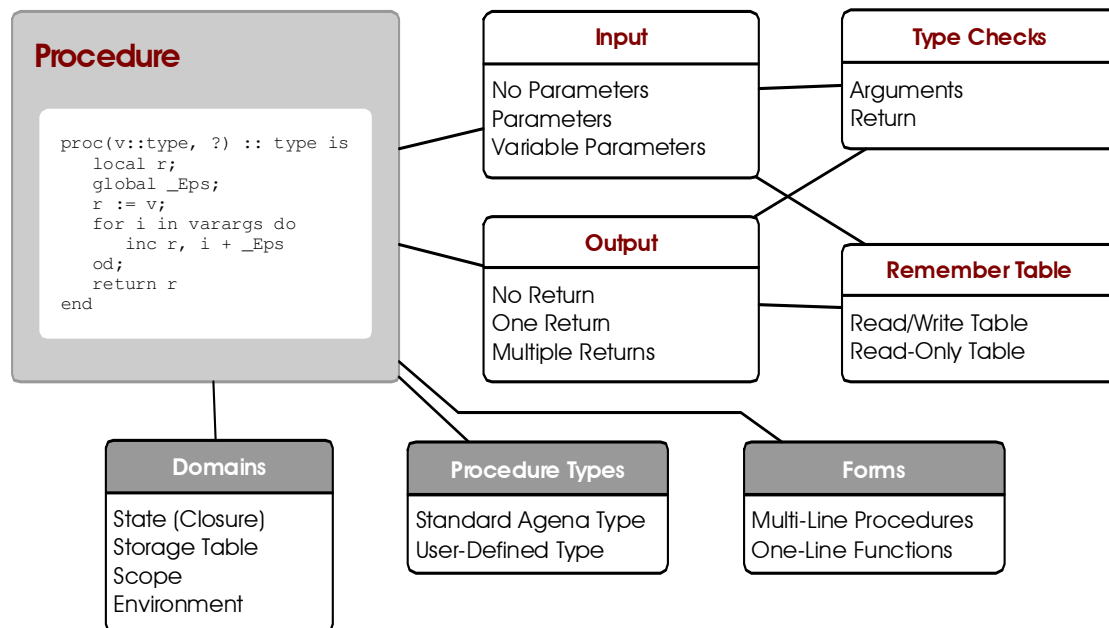 Procedure
proc(v::type, ?) :: type is
   local r;
   global _Eps;
   r := v;
   for i in varargs do
      inc r, i + _Eps
   od;
   return r
end
Input
No Parameters
Parameters
Variable Parameters
Type Checks
Arguments
Return
Output
No Return
One Return
Multiple Returns
Remember Table
Read/Write Table
Read-Only Table
Domains
State (Closure)
Storage Table
Scope
Environment
Procedure Types
Standard Agena Type
User-Defined Type
Forms
Multi-Line Procedures
One-Line Functions